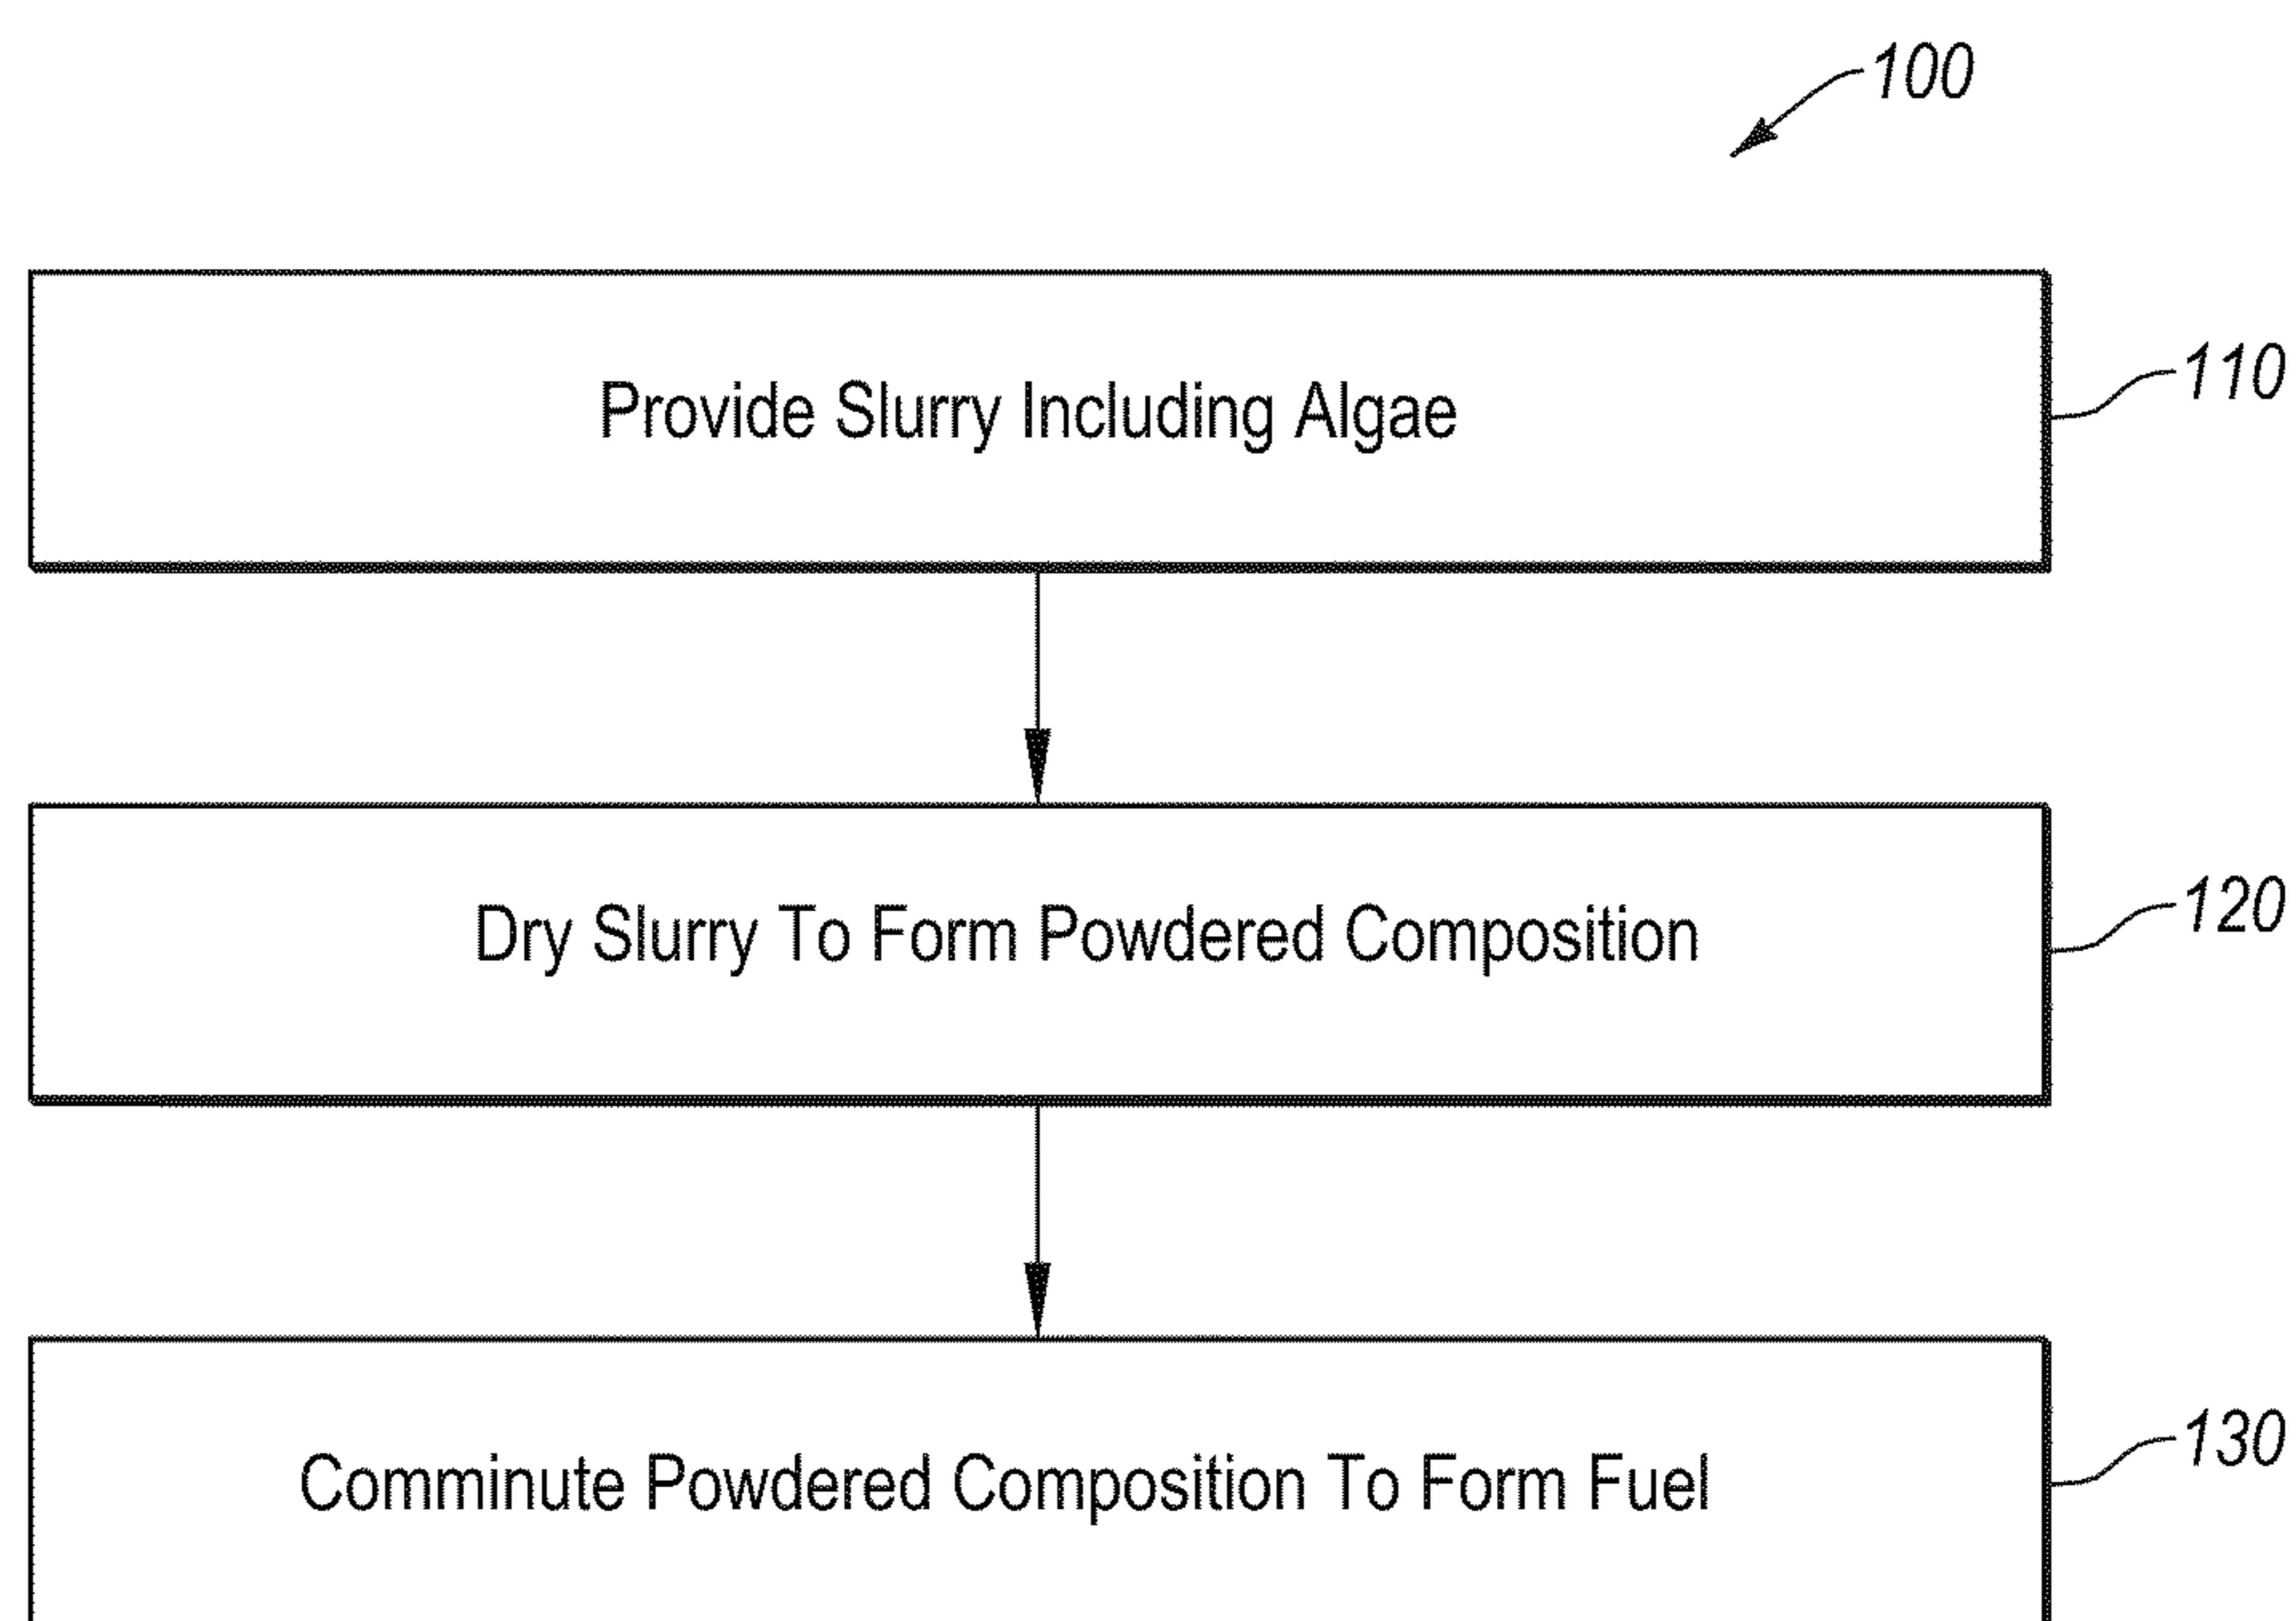 100
Provide Slurry Including Algae
110
Dry Slurry To Form Powdered Composition
120
Comminute Powdered Composition To Form Fuel
130